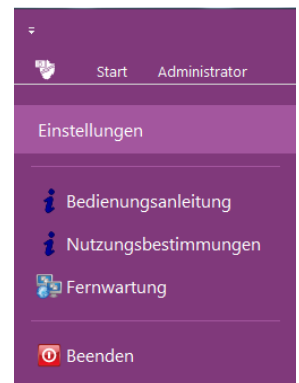 Start Administrator
Einstellungen
Bedienungsanleitung
Nutzungsbestimmungen
Fernwartung
Beenden